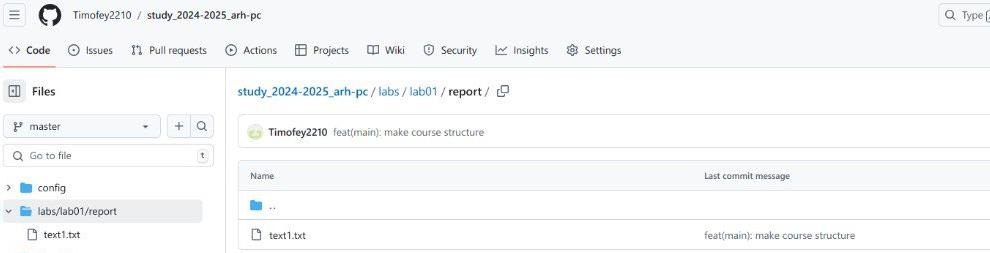 Timofey2210 / study_2024-2025_arh-pc
Type
Code Issues Pull requests Actions Projects Wiki Security Insights Settings
Files
master
Go to file t
config
labs/lab01/report
text1.txt
study_2024-2025_arh-pc / labs / lab01 / report /
Timofey2210 feat(main): make course structure
Name Last commit message
..
text1.txt feat(main): make course structure